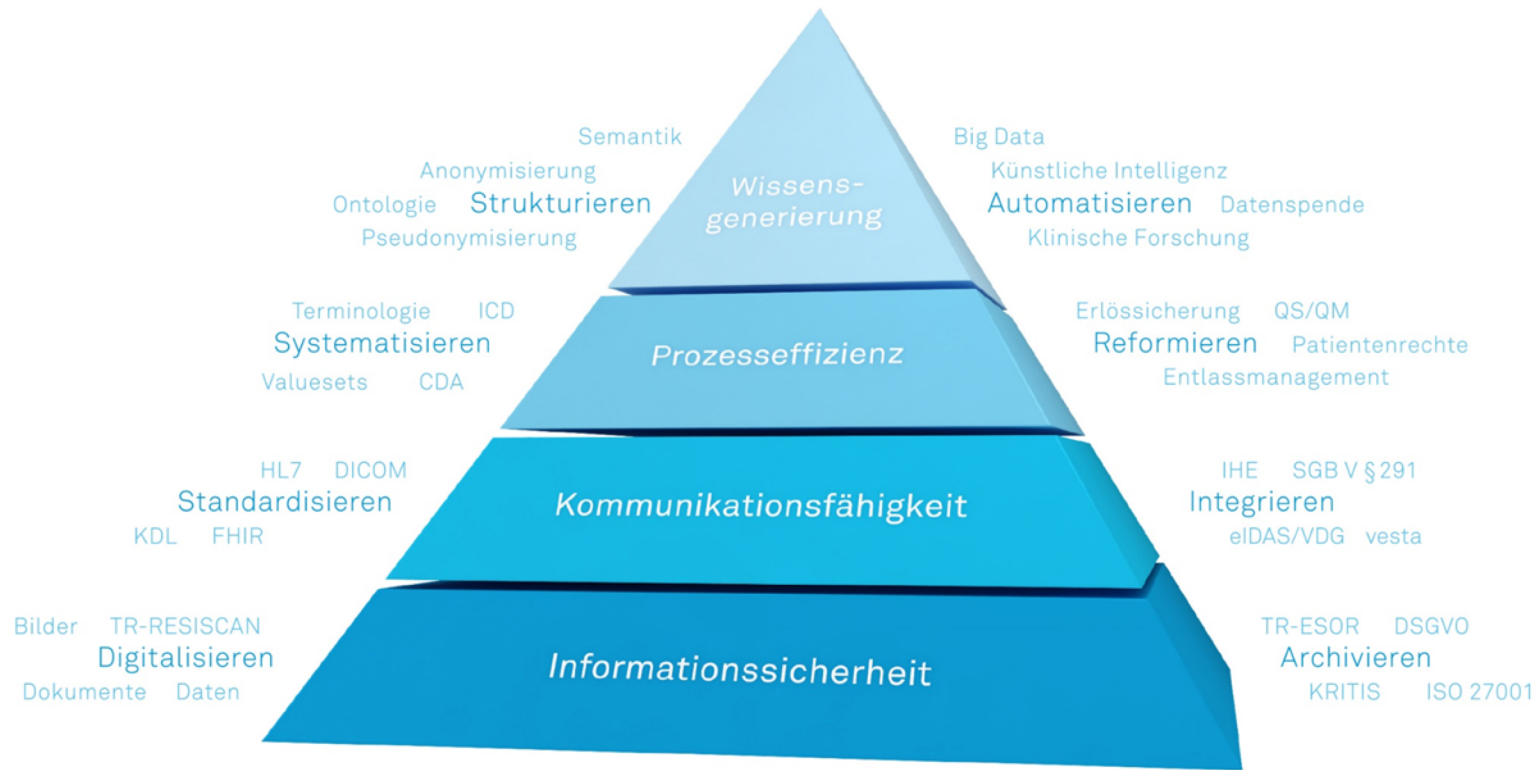 Semantik
Big Data
Anonymisierung
Künstliche Intelligenz
Wissens-
generierung
Ontologie Strukturieren
Automatisieren Datenspende
Pseudonymisierung
Klinische Forschung
Terminologie ICD
Erlössicherung QS/QM
Systematisieren
Prozesseffizienz
Reformieren Patientenrechte
Valuesets CDA
Entlassmanagement
HL7 DICOM
IHE SGB V § 291
Standardisieren
Kommunikationsfähigkeit
Integrieren
KDL FHIR
eIDAS/VDG vesta
Bilder TR-RESISCAN
TR-ESOR DSGVO
Digitalisieren
Informationssicherheit
Archivieren
Dokumente Daten
KRITIS ISO 27001